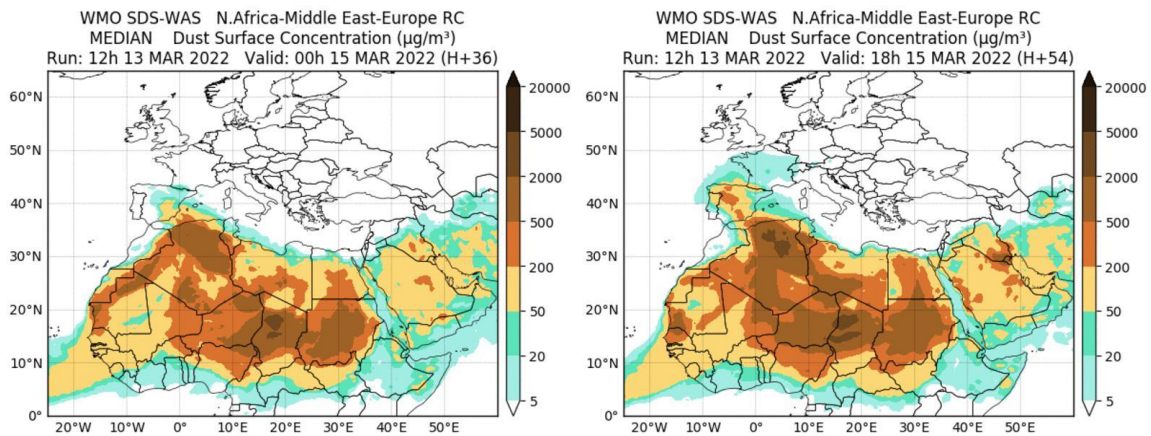 WMO SDS-WAS N.Africa-Middle East-Europe RC
MEDIAN Dust Surface Concentration (µg/m³)
Run: 12h 13 MAR 2022 Valid: 00h 15 MAR 2022 (H+36)
60°N
50°N
40°N
30°N
20°N
10°N
0°
20°W 10°W 0°E 10°E 20°E 30°E 40°E 50°E
20000
5000
2000
500
200
50
20
5
WMO SDS-WAS N.Africa-Middle East-Europe RC
MEDIAN Dust Surface Concentration (µg/m³)
Run: 12h 13 MAR 2022 Valid: 18h 15 MAR 2022 (H+54)
60°N
50°N
40°N
30°N
20°N
10°N
0°
20°W 10°W 0°E 10°E 20°E 30°E 40°E 50°E
20000
5000
2000
500
200
50
20
5